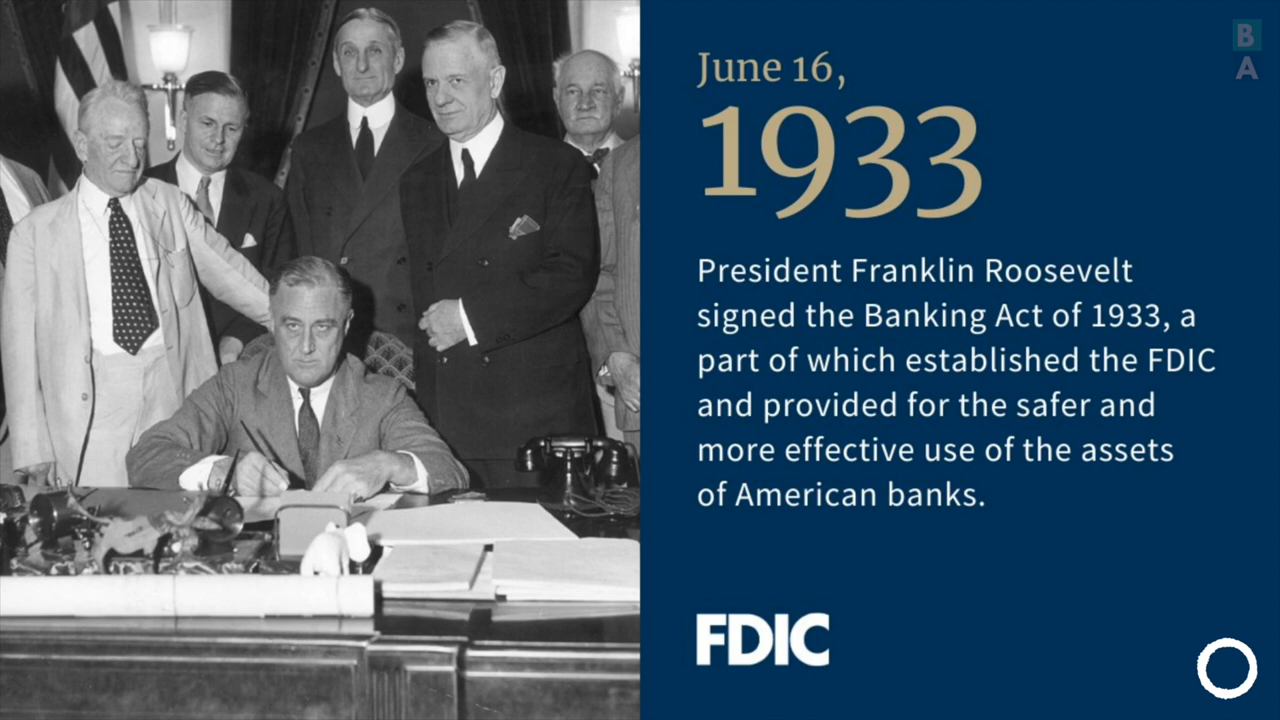 June 16,
1933
President Franklin Roosevelt
signed the Banking Act of 1933, a
part of which established the FDIC
and provided for the safer and
more effective use of the assets
of American banks.
FDIC
B
A